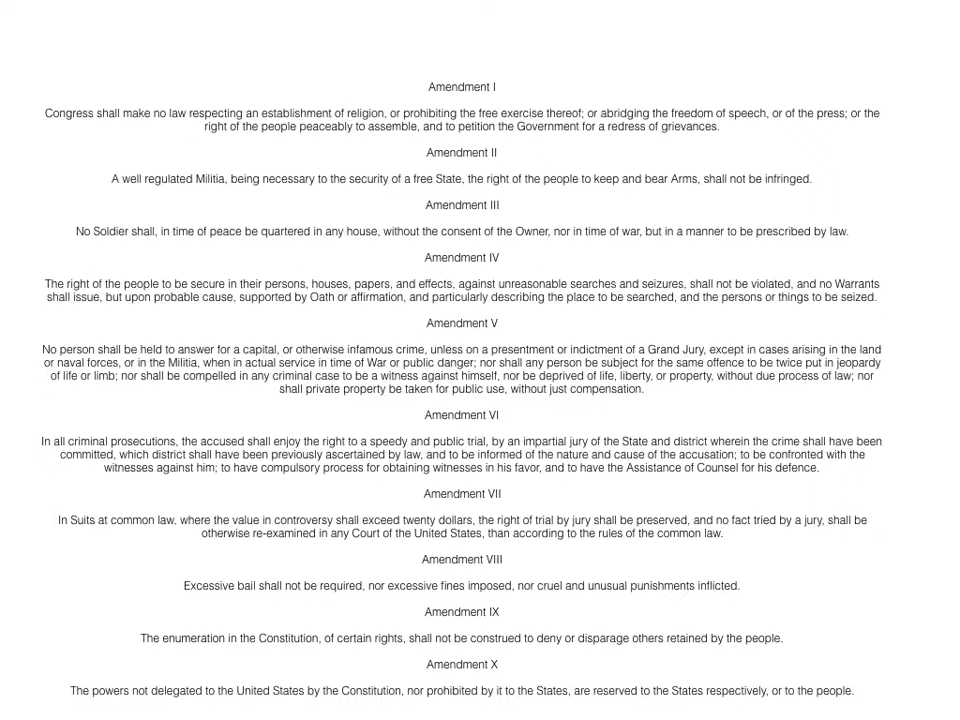 Amendment I
Congress shall make no law respecting an establishment of religion, or prohibiting the free exercise thereof; or abridging the freedom of speech, or of the press; or the
right of the people peaceably to assemble, and to petition the Government for a redress of grievances.
Amendment II
A well regulated Militia, being necessary to the security of a free State, the right of the people to keep and bear Arms, shall not be infringed.
Amendment III
No Soldier shall, in time of peace be quartered in any house, without the consent of the Owner, nor in time of war, but in a manner to be prescribed by law.
Amendment IV
The right of the people to be secure in their persons, houses, papers, and effects, against unreasonable searches and seizures, shall not be violated, and no Warrants
shall issue, but upon probable cause, supported by Oath or affirmation, and particularly describing the place to be searched, and the persons or things to be seized.
Amendment V
No person shall be held to answer for a capital, or otherwise infamous crime, unless on a presentment or indictment of a Grand Jury, except in cases arising in the land
or naval forces, or in the Militia, when in actual service in time of War or public danger; nor shall any person be subject for the same offence to be twice put in jeopardy
of life or limb; nor shall be compelled in any criminal case to be a witness against himself, nor be deprived of life, liberty, or property, without due process of law; nor
shall private property be taken for public use, without just compensation.
Amendment VI
In all criminal prosecutions, the accused shall enjoy the right to a speedy and public trial, by an impartial jury of the State and district wherein the crime shall have been
committed, which district shall have been previously ascertained by law, and to be informed of the nature and cause of the accusation; to be confronted with the
witnesses against him; to have compulsory process for obtaining witnesses in his favor, and to have the Assistance of Counsel for his defence.
Amendment VII
In Suits at common law, where the value in controversy shall exceed twenty dollars, the right of trial by jury shall be preserved, and no fact tried by a jury, shall be
otherwise re-examined in any Court of the United States, than according to the rules of the common law.
Amendment VIII
Excessive bail shall not be required, nor excessive fines imposed, nor cruel and unusual punishments inflicted.
Amendment IX
The enumeration in the Constitution, of certain rights, shall not be construed to deny or disparage others retained by the people.
Amendment X
The powers not delegated to the United States by the Constitution, nor prohibited by it to the States, are reserved to the States respectively, or to the people.